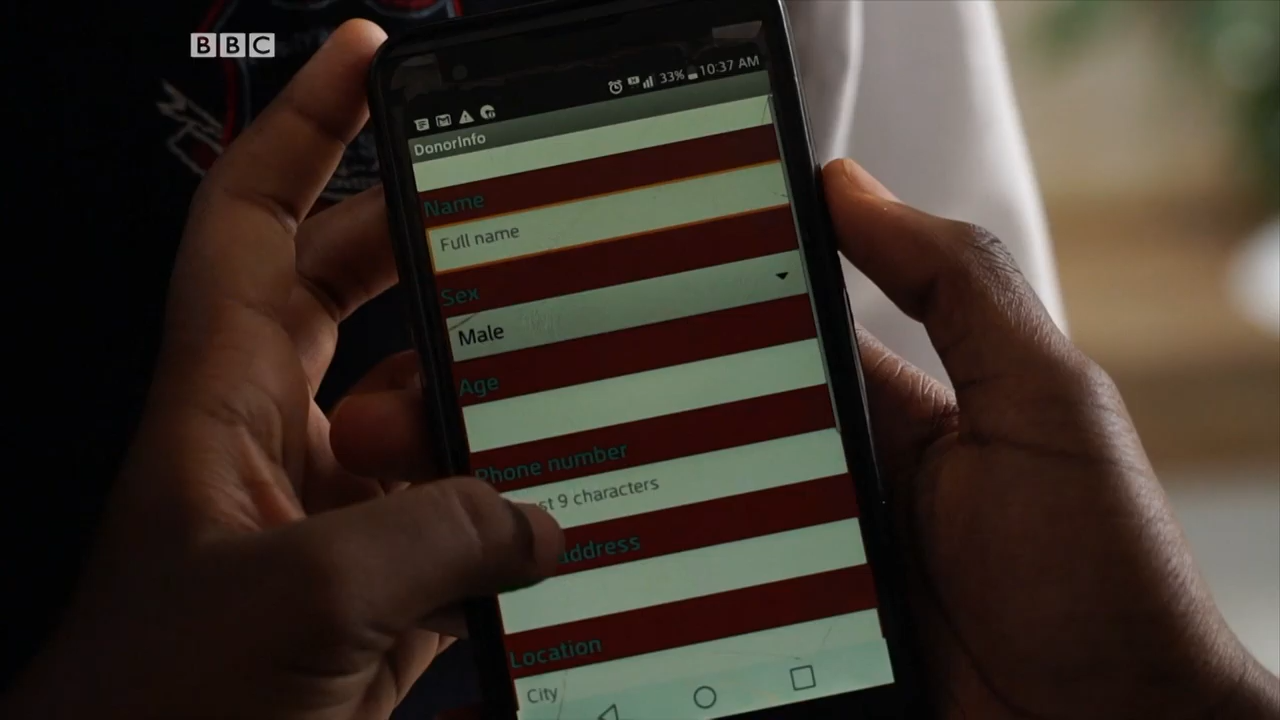 BBC
33% 10:37 AM
DonorInfo
Name
Full name
Sex
Male
Age
Phone number
st 9 characters
address
Location
City